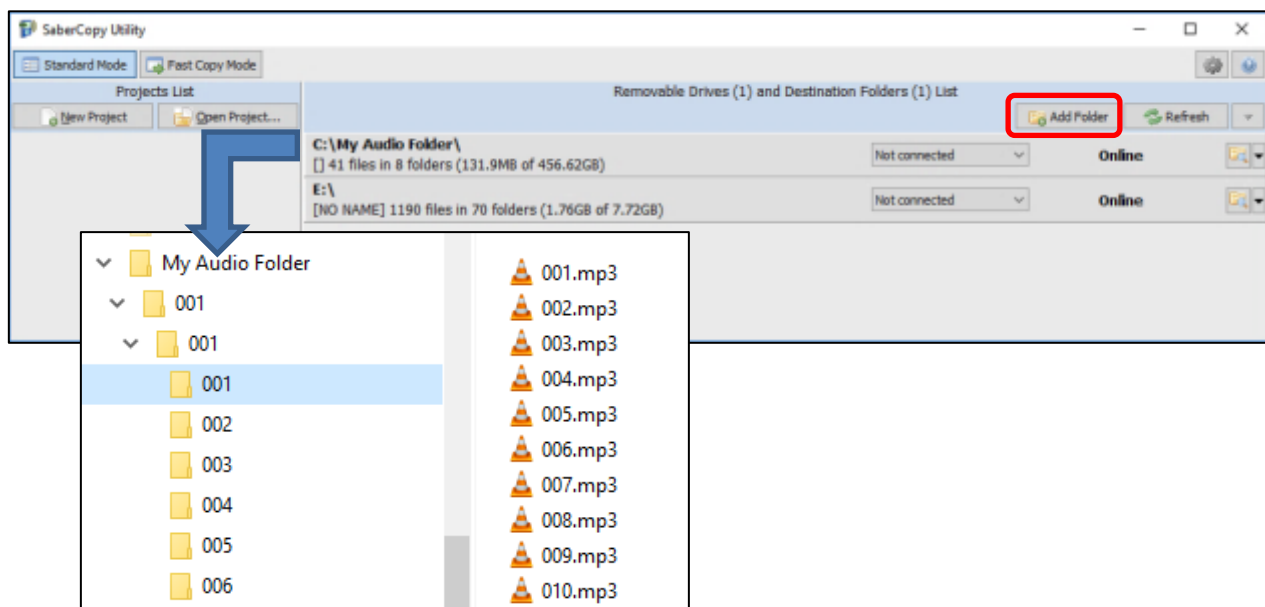 SaberCopy Utility
Standard Mode
Fast Copy Mode
Projects List
New Project
Open Project...
Removable Drives (1) and Destination Folders (1) List
Add Folder
Refresh
C:\My Audio Folder\
[] 41 files in 8 folders (131.9MB of 456.62GB)
Not connected
Online
E:\
[NO NAME] 1190 files in 70 folders (1.76GB of 7.72GB)
Not connected
Online
My Audio Folder
001
001
001
002
003
004
005
006
001.mp3
002.mp3
003.mp3
004.mp3
005.mp3
006.mp3
007.mp3
008.mp3
009.mp3
010.mp3